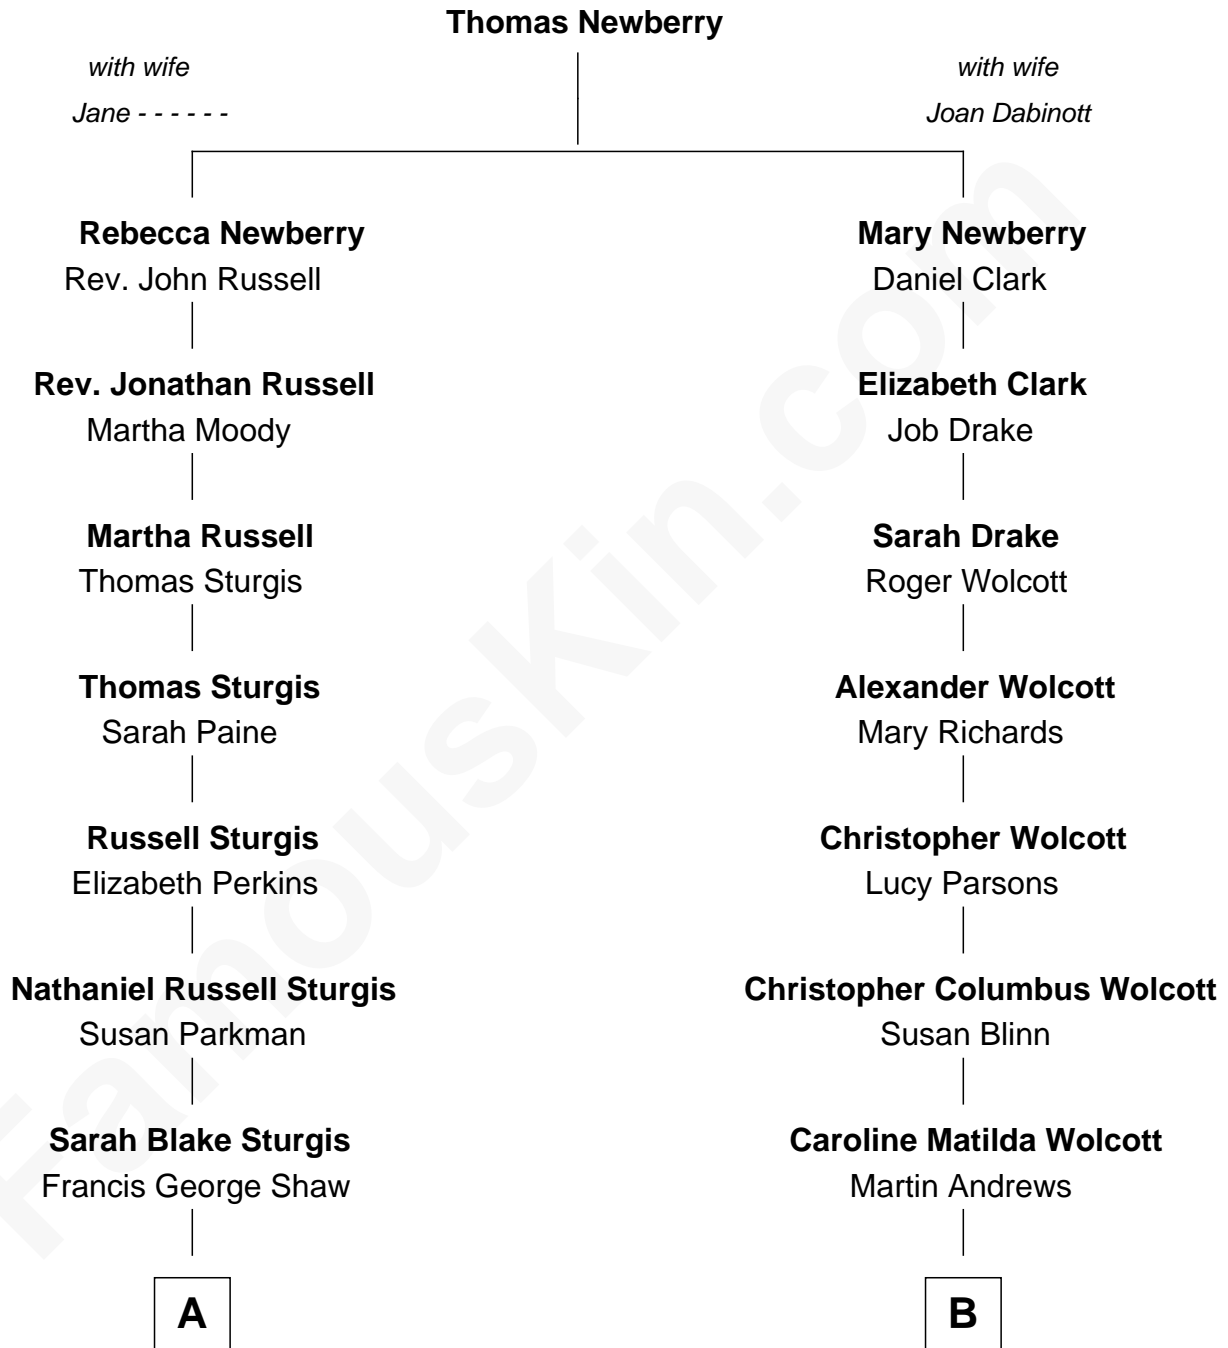 Thomas Newberry
with wife
Jane - - - - - -
with wife
Joan Dabinott
Rebecca Newberry
Rev. John Russell
Mary Newberry
Daniel Clark
Rev. Jonathan Russell
Martha Moody
Elizabeth Clark
Job Drake
Martha Russell
Thomas Sturgis
Sarah Drake
Roger Wolcott
Thomas Sturgis
Sarah Paine
Alexander Wolcott
Mary Richards
Russell Sturgis
Elizabeth Perkins
Christopher Wolcott
Lucy Parsons
Nathaniel Russell Sturgis
Susan Parkman
Christopher Columbus Wolcott
Susan Blinn
Sarah Blake Sturgis
Francis George Shaw
Caroline Matilda Wolcott
Martin Andrews
A
B
FamousKin.com